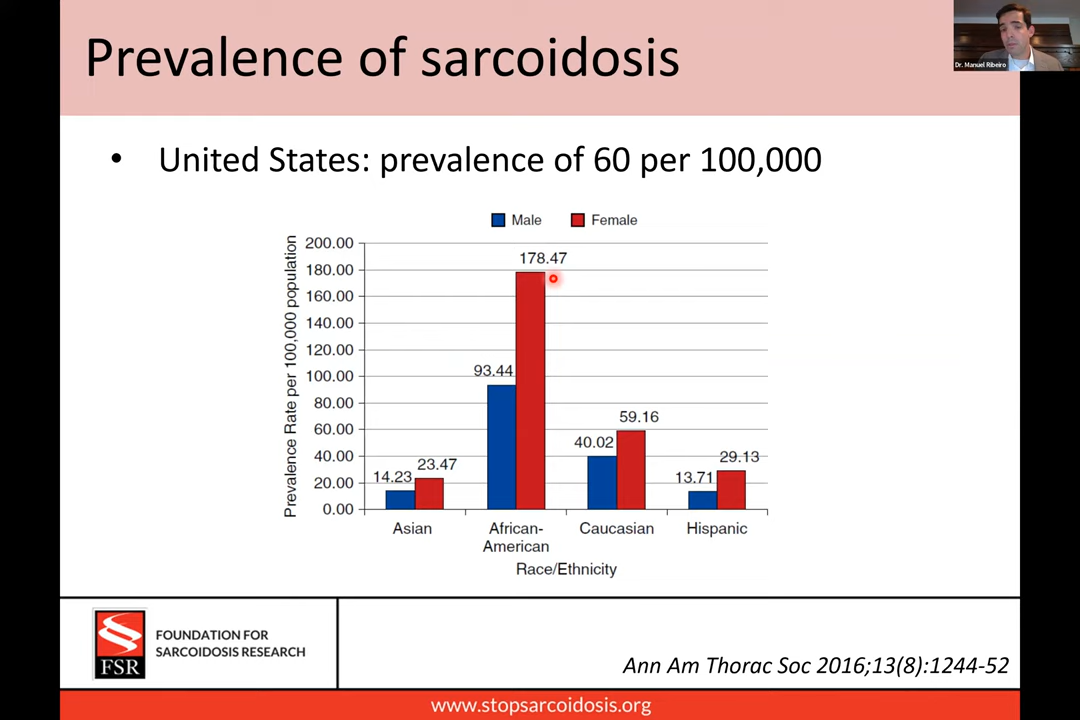 Prevalence of sarcoidosis
Dr. Manuel Ribeiro
• United States: prevalence of 60 per 100,000
Male Female
Prevalence Rate per 100,000 population
200.00
180.00
160.00
140.00
120.00
100.00
80.00
60.00
40.00
20.00
0.00
14.23
23.47
93.44
178.47
40.02
59.16
13.71
29.13
Asian
African-
American
Caucasian
Hispanic
Race/Ethnicity
FSR
FOUNDATION FOR
SARCOIDOSIS RESEARCH
Ann Am Thorac Soc 2016;13(8):1244-52
www.stopsarcoidosis.org